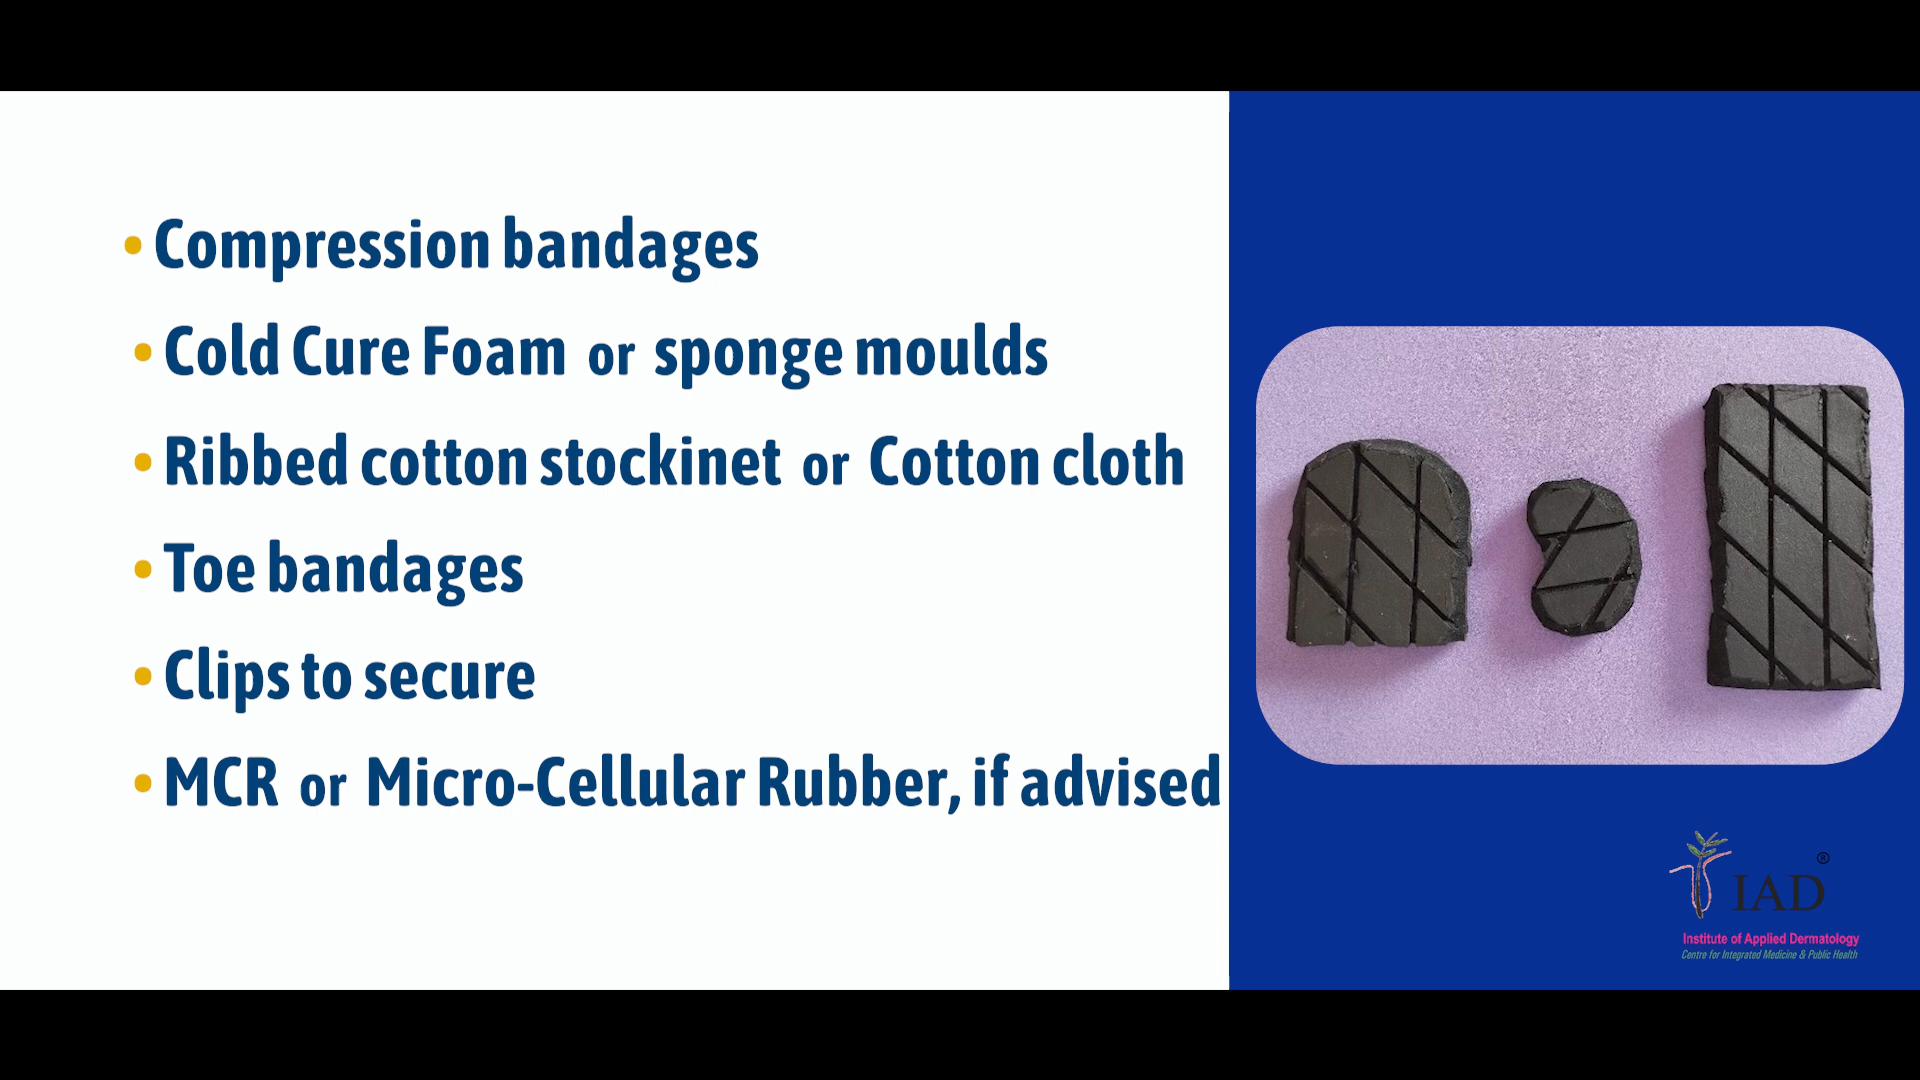 • Compression bandages
• Cold Cure Foam or sponge moulds
• Ribbed cotton stockinet or Cotton cloth
• Toe bandages
• Clips to secure
• MCR or Micro-Cellular Rubber, if advised
IAD®
Institute of Applied Dermatology
Centre for Integrated Medicine & Public Health